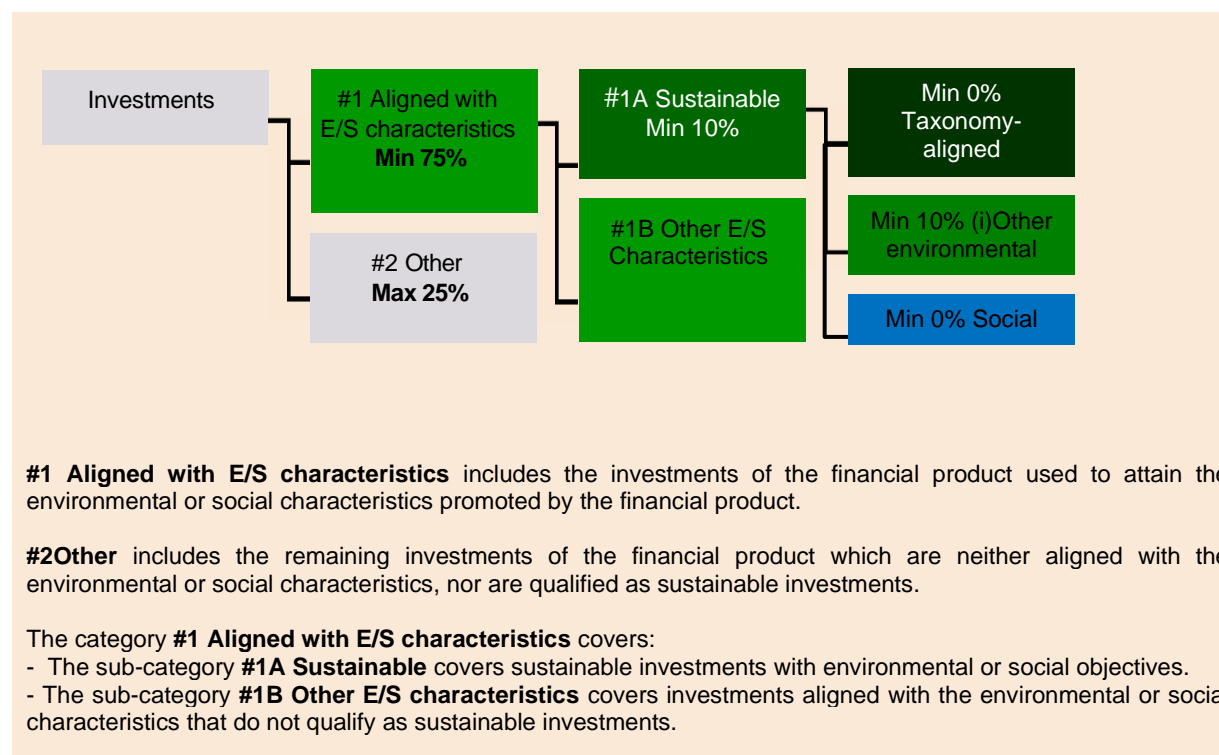 Investments
#1 Aligned with
E/S characteristics
Min 75%
#2 Other
Max 25%
#1A Sustainable
Min 10%
#1B Other E/S
Characteristics
Min 0%
Taxonomy-
aligned
Min 10% (i)Other
environmental
Min 0% Social
#1 Aligned with E/S characteristics includes the investments of the financial product used to attain the
environmental or social characteristics promoted by the financial product.
#2Other includes the remaining investments of the financial product which are neither aligned with the
environmental or social characteristics, nor are qualified as sustainable investments.
The category #1 Aligned with E/S characteristics covers:
- The sub-category #1A Sustainable covers sustainable investments with environmental or social objectives.
- The sub-category #1B Other E/S characteristics covers investments aligned with the environmental or social
characteristics that do not qualify as sustainable investments.